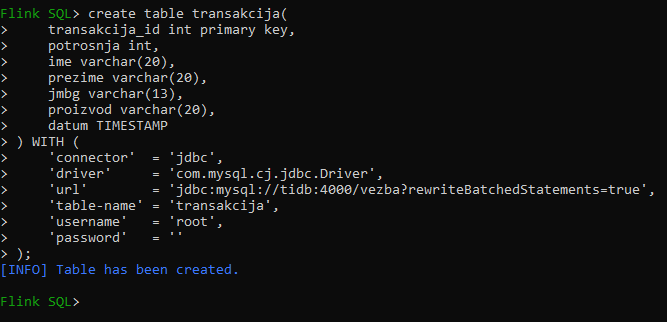 Flink SQL> create table transakcija(
>     transakcija_id int primary key,
>     potrosnja int,
>     ime varchar(20),
>     prezime varchar(20),
>     jmbg varchar(13),
>     proizvod varchar(20),
>     datum TIMESTAMP
> ) WITH (
>     'connector'  = 'jdbc',
>     'driver'     = 'com.mysql.cj.jdbc.Driver',
>     'url'        = 'jdbc:mysql://tidb:4000/vezba?rewriteBatchedStatements=true',
>     'table-name' = 'transakcija',
>     'username'   = 'root',
>     'password'   = ''
> );
[INFO] Table has been created.
Flink SQL>